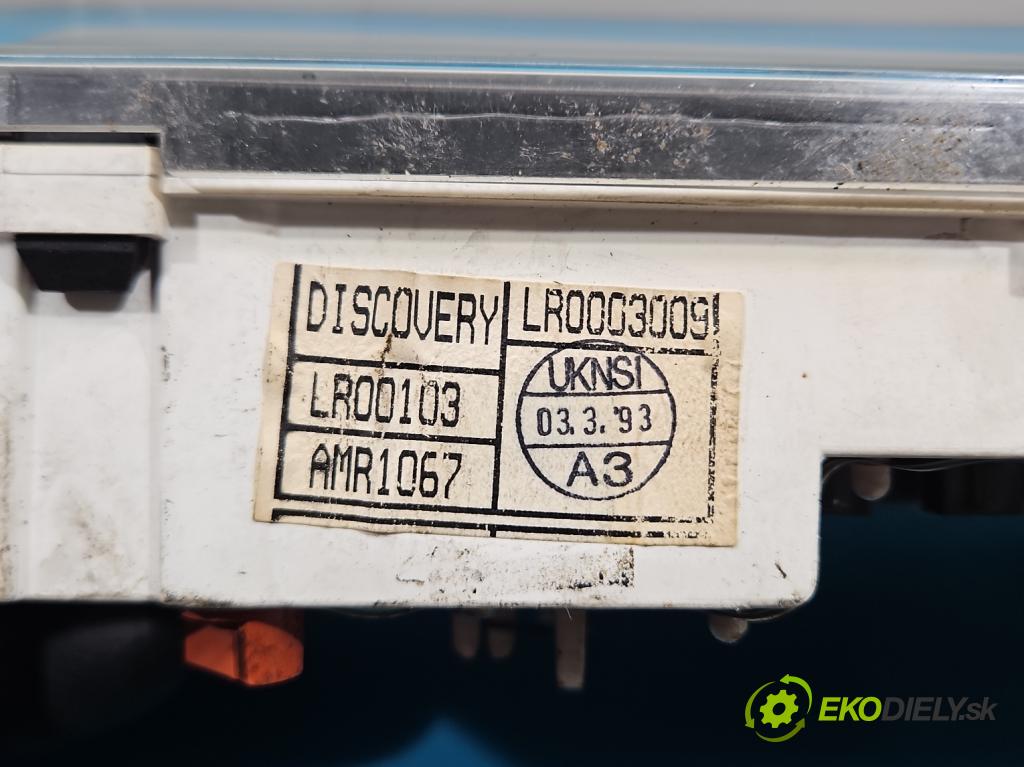 DISCOVERY
LR0003009
LR00103
AMR1067
UKNSI
03.3.'93
A3
EKODIELY.sk